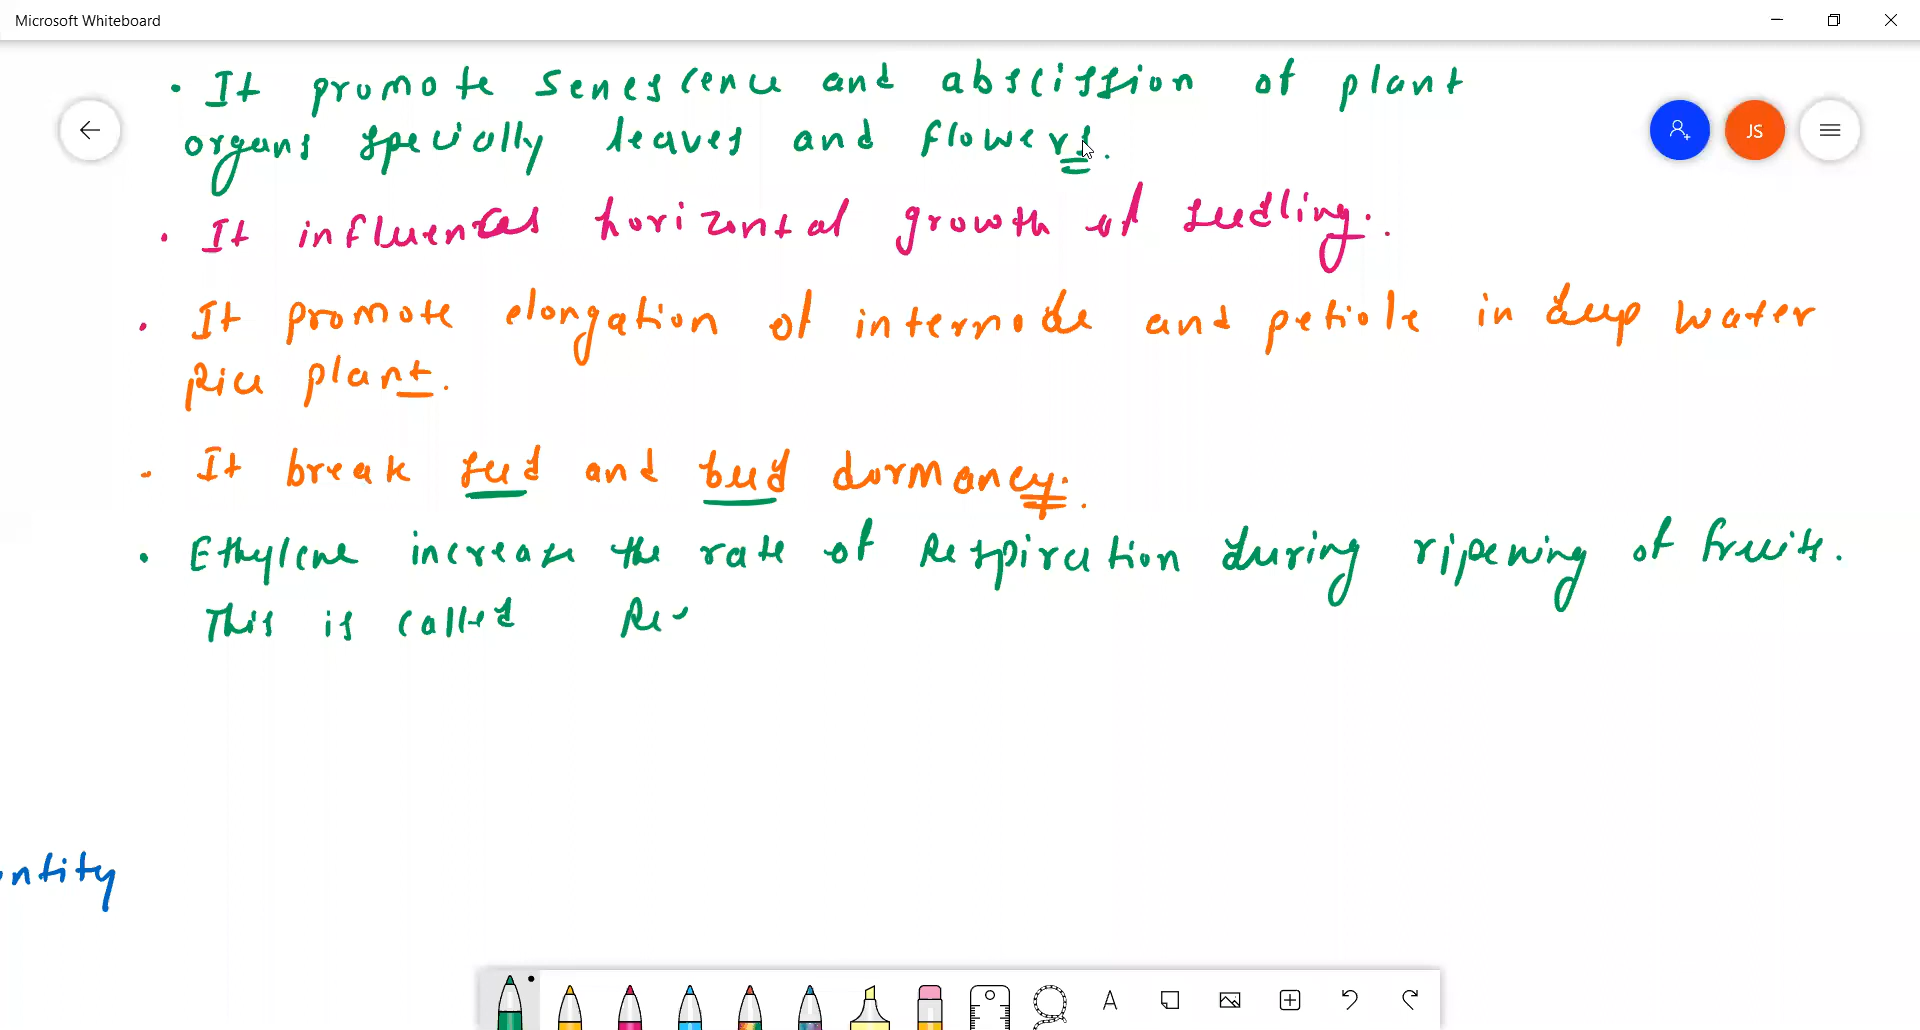 Microsoft Whiteboard
• It promote senescence and abscission of plant
organs specially leaves and flowers.
JS
• It influences horizontal growth of seedling.
• It promote elongation of internode and petiole in deep water
Rice plant.
• It break seed and bud dormancy.
• Ethylene increase the rate of Respiration during ripening of fruits.
This is called Res
ntity
A